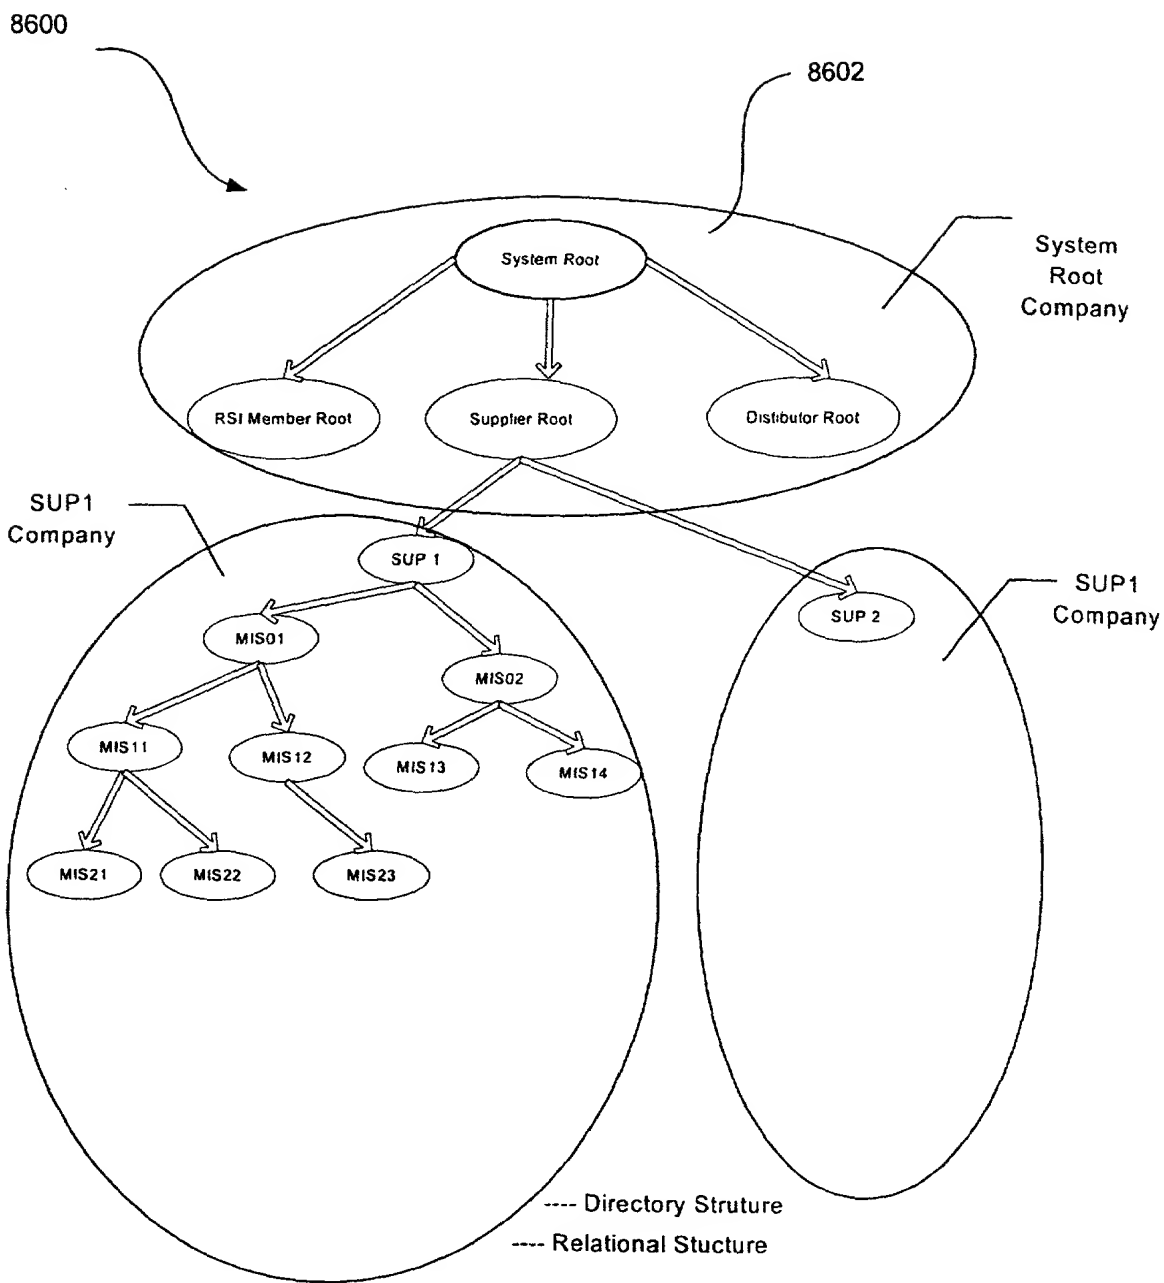 8600
8602
System Root
System
Root
Company
RSI Member Root
Supplier Root
Distibutor Root
SUP1
Company
SUP 1
SUP 2
SUP1
Company
MIS01
MIS02
MIS11
MIS12
MIS13
MIS14
MIS21
MIS22
MIS23
---- Directory Struture
---- Relational Stucture